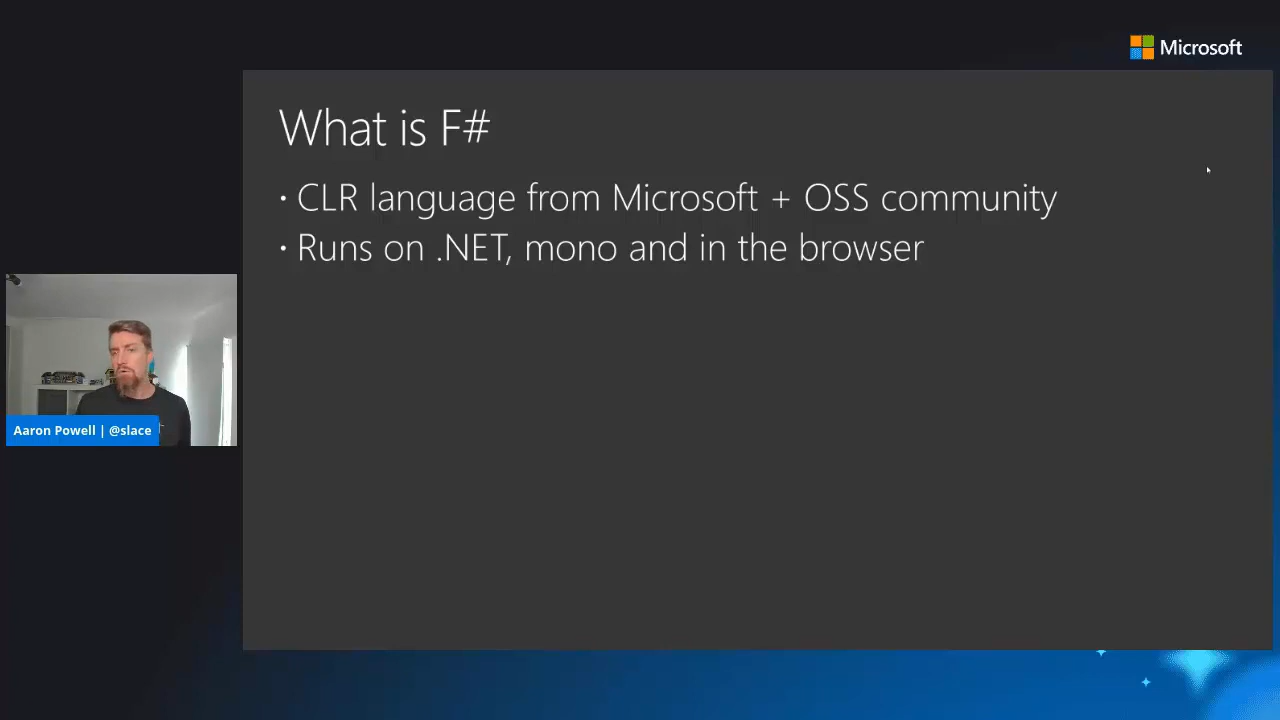 Microsoft
What is F#
· CLR language from Microsoft + OSS community
· Runs on .NET, mono and in the browser
Aaron Powell | @slace